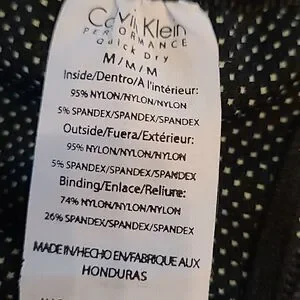 Calvin Klein
PERFORMANCE
Quick Dry
M/M/M
Inside/Dentro/À l'intérieur:
95% NYLON/NYLON/NYLON
5% SPANDEX/SPANDEX/SPANDEX
Outside/Fuera/Extérieur:
95% NYLON/NYLON/NYLON
5% SPANDEX/SPANDEX/SPANDEX
Binding/Enlace/Reliure:
74% NYLON/NYLON/NYLON
26% SPANDEX/SPANDEX/SPANDEX
MADE IN/HECHO EN/FABRIQUE AUX
HONDURAS